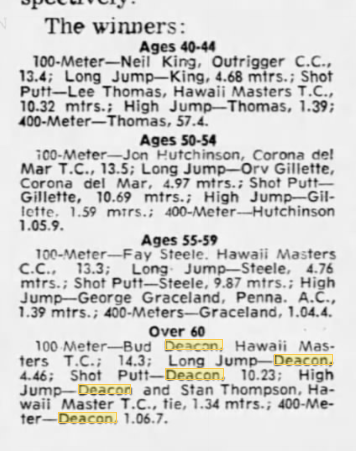 spectively.
The winners:
Ages 40-44
100-Meter—Neil King, Outrigger C.C.,
13.4; Long Jump—King, 4.68 mtrs.; Shot
Putt—Lee Thomas, Hawaii Masters T.C.,
10.32 mtrs.; High Jump—Thomas, 1.39;
400-Meter—Thomas, 57.4.
Ages 50-54
100-Meter—Jon Hutchinson, Corona del
Mar T.C., 13.5; Long Jump—Orv Gillette,
Corona del Mar, 4.97 mtrs.; Shot Putt—
Gillette, 10.69 mtrs.; High Jump—Gil-
lette, 1.59 mtrs.; 400-Meter—Hutchinson
1.05.9.
Ages 55-59
100-Meter—Fay Steele. Hawaii Masters
C.C., 13.3; Long Jump—Steele, 4.76
mtrs.; Shot Putt—Steele, 9.87 mtrs.; High
Jump—George Graceland, Penna. A.C.,
1.39 mtrs.; 400-Meters—Graceland, 1.04.4.
Over 60
100-Meter—Bud Deacon, Hawaii Mas-
ters T.C.; 14.3; Long Jump—Deacon,
4.46; Shot Putt—Deacon, 10.23; High
Jump—Deacon and Stan Thompson, Ha-
waii Master T.C., tie, 1.34 mtrs.; 400-Me-
ter—Deacon, 1.06.7.